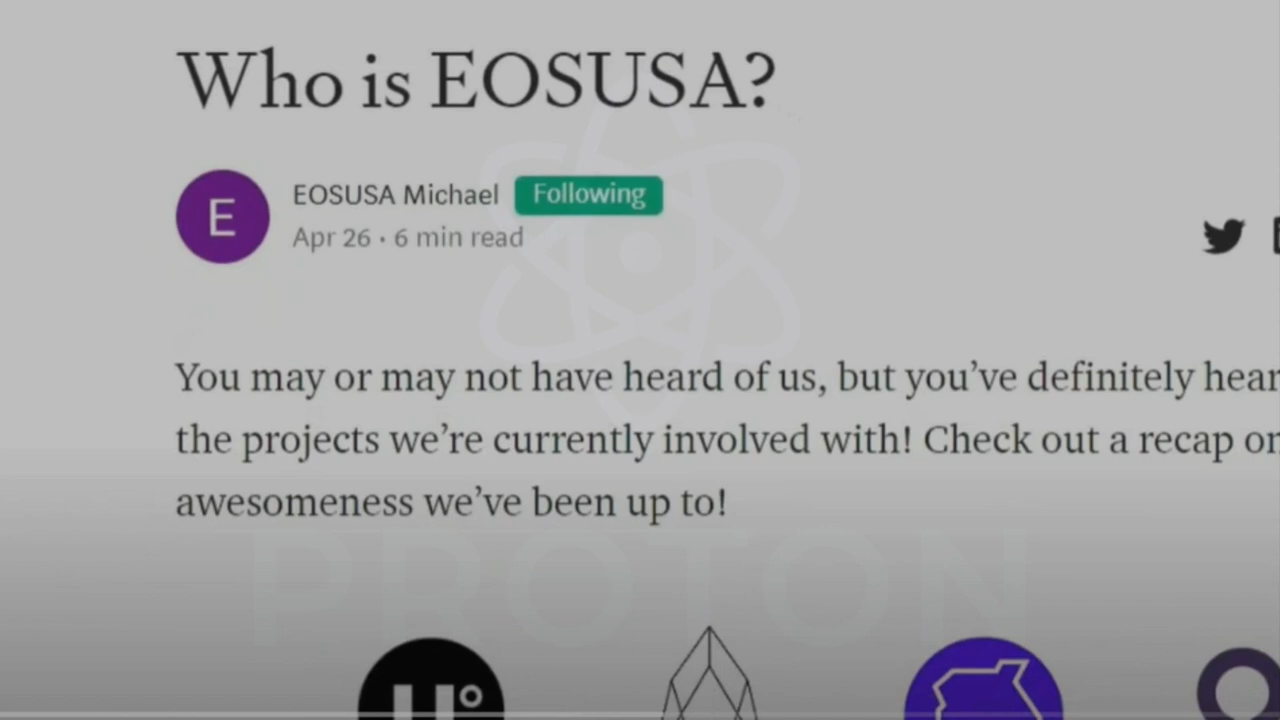 Who is EOSUSA?
E
EOSUSA Michael Following
Apr 26 · 6 min read
You may or may not have heard of us, but you've definitely hear
the projects we're currently involved with! Check out a recap on
awesomeness we've been up to!
PROTON